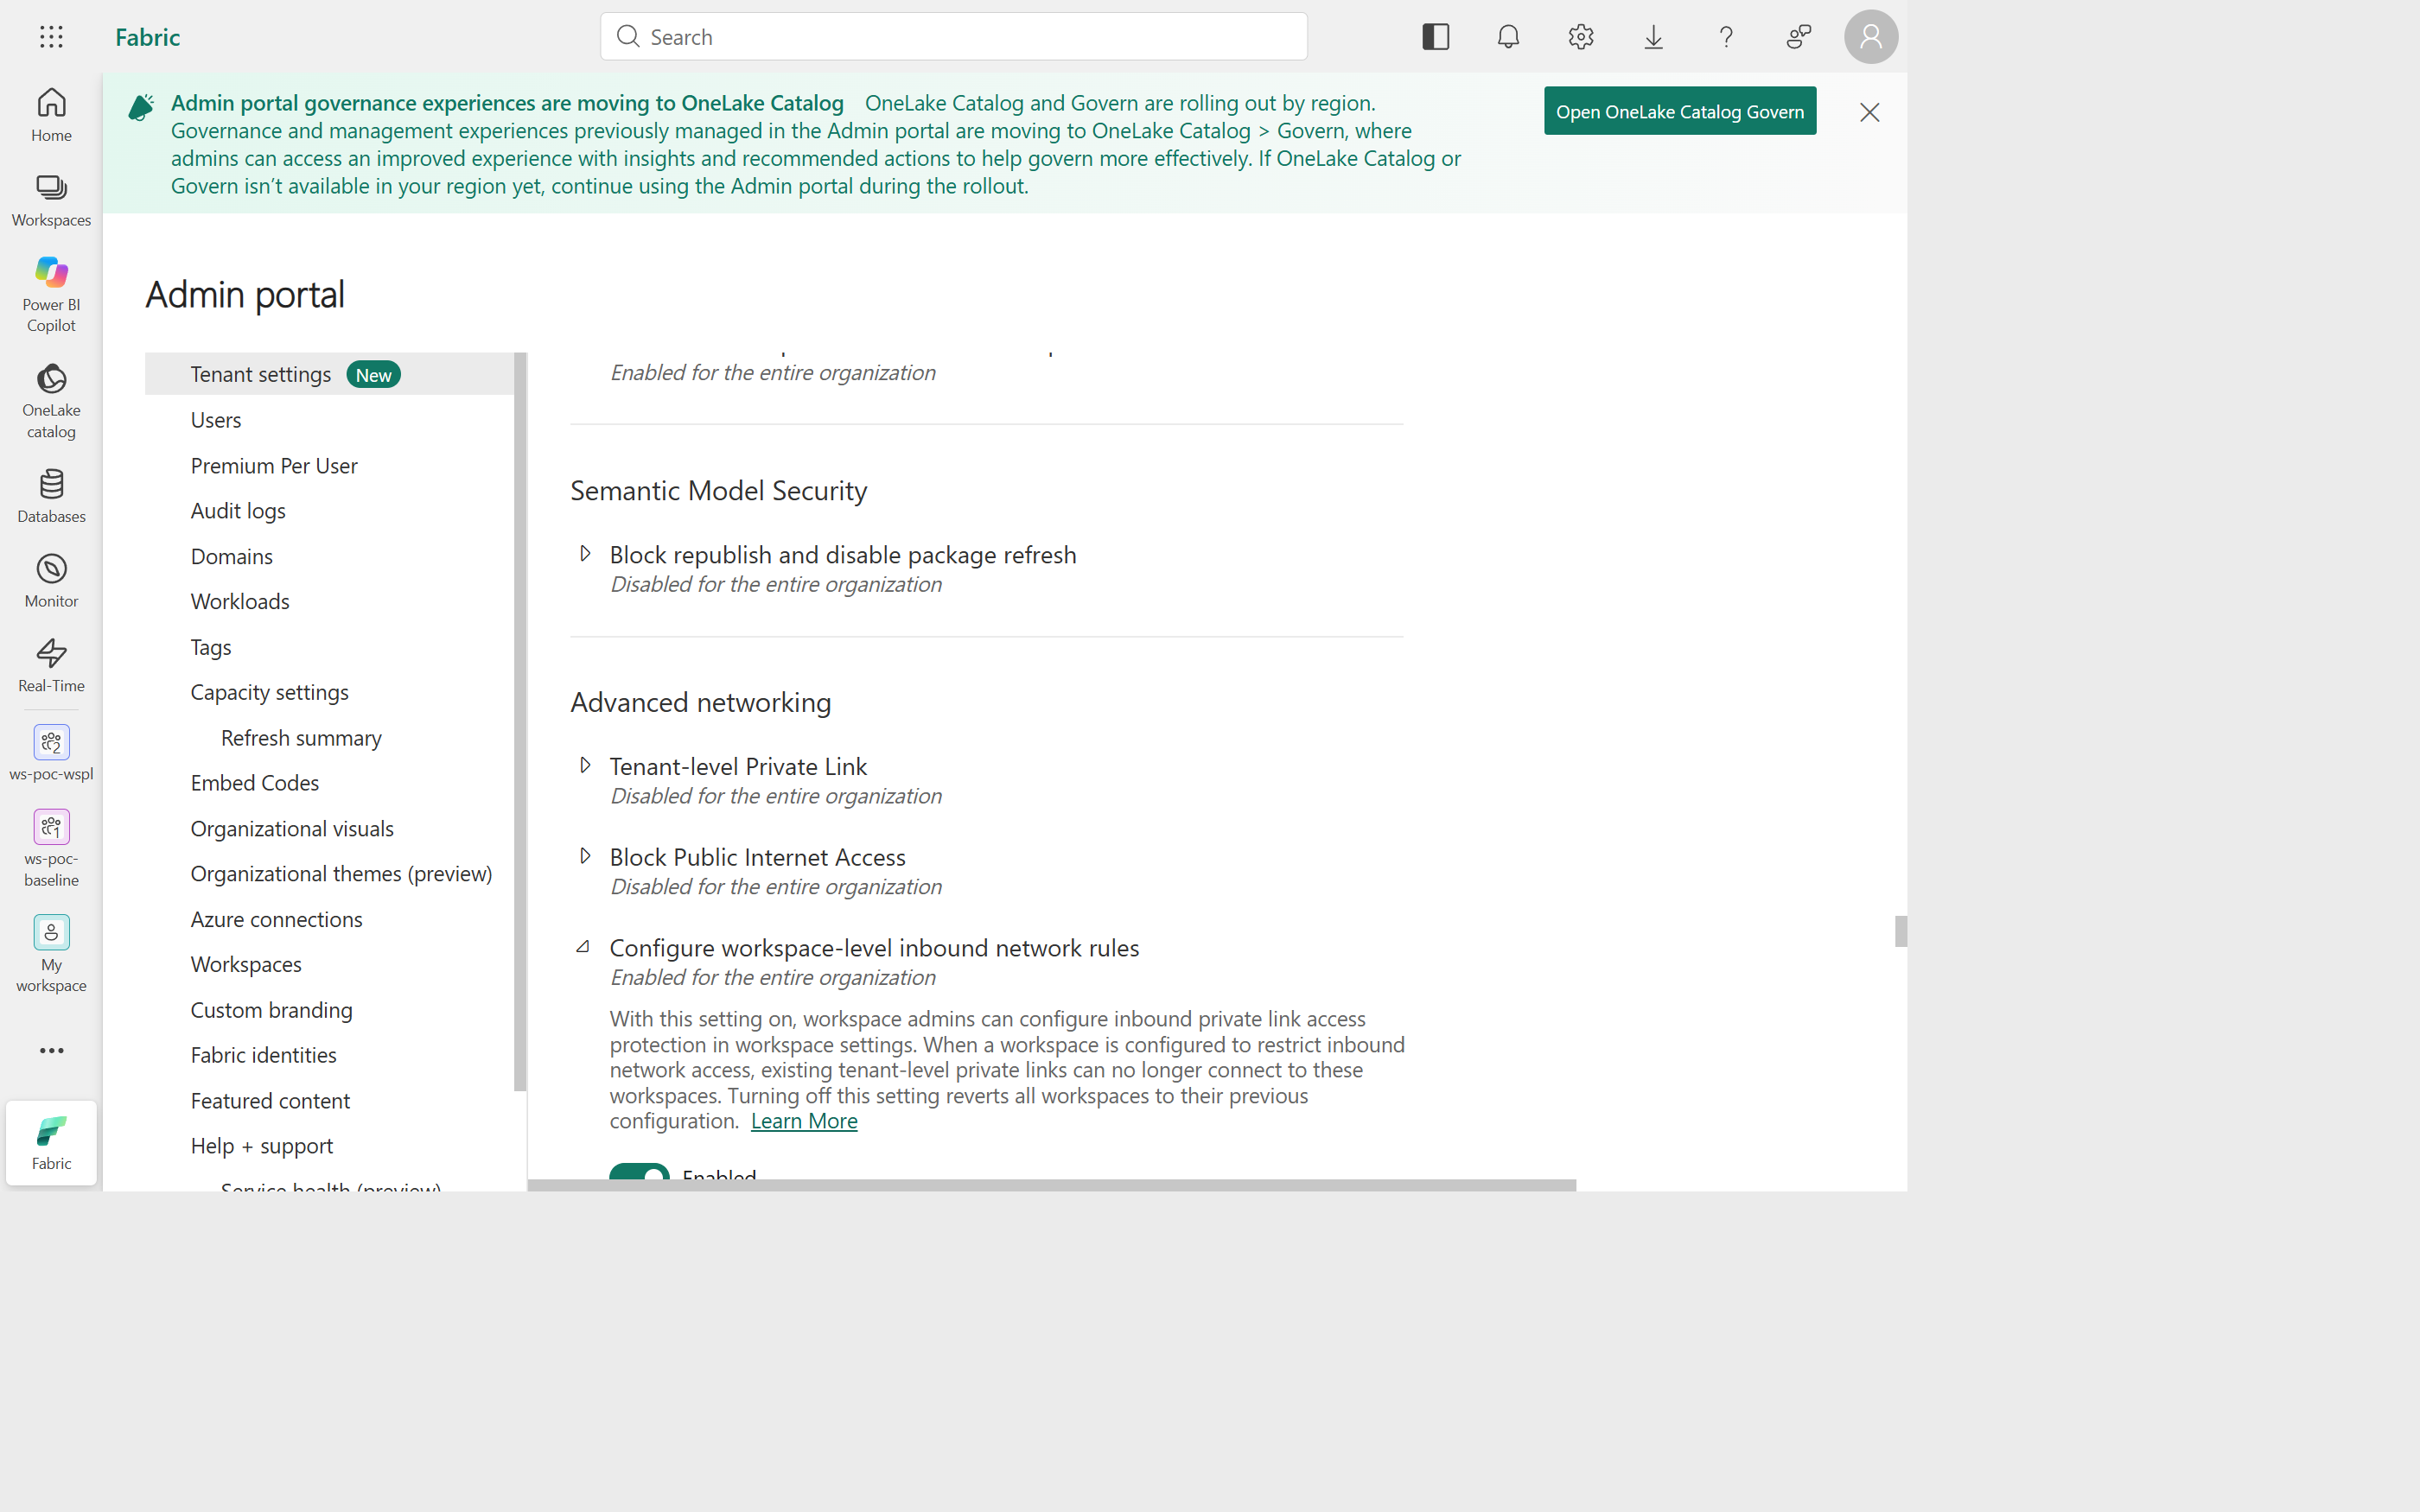 Fabric
Search
Home
Workspaces
Power BI
Copilot
OneLake
catalog
Databases
Monitor
Real-Time
ws-poc-wspl
ws-poc-
baseline
My
workspace
Fabric
Admin portal governance experiences are moving to OneLake Catalog OneLake Catalog and Govern are rolling out by region.
Governance and management experiences previously managed in the Admin portal are moving to OneLake Catalog > Govern, where
admins can access an improved experience with insights and recommended actions to help govern more effectively. If OneLake Catalog or
Govern isn't available in your region yet, continue using the Admin portal during the rollout.
Open OneLake Catalog Govern
Admin portal
Tenant settings New
Users
Premium Per User
Audit logs
Domains
Workloads
Tags
Capacity settings
Refresh summary
Embed Codes
Organizational visuals
Organizational themes (preview)
Azure connections
Workspaces
Custom branding
Fabric identities
Featured content
Help + support
Service health (preview)
Enabled for the entire organization
Semantic Model Security
Block republish and disable package refresh
Disabled for the entire organization
Advanced networking
Tenant-level Private Link
Disabled for the entire organization
Block Public Internet Access
Disabled for the entire organization
Configure workspace-level inbound network rules
Enabled for the entire organization
With this setting on, workspace admins can configure inbound private link access
protection in workspace settings. When a workspace is configured to restrict inbound
network access, existing tenant-level private links can no longer connect to these
workspaces. Turning off this setting reverts all workspaces to their previous
configuration. Learn More
Enabled